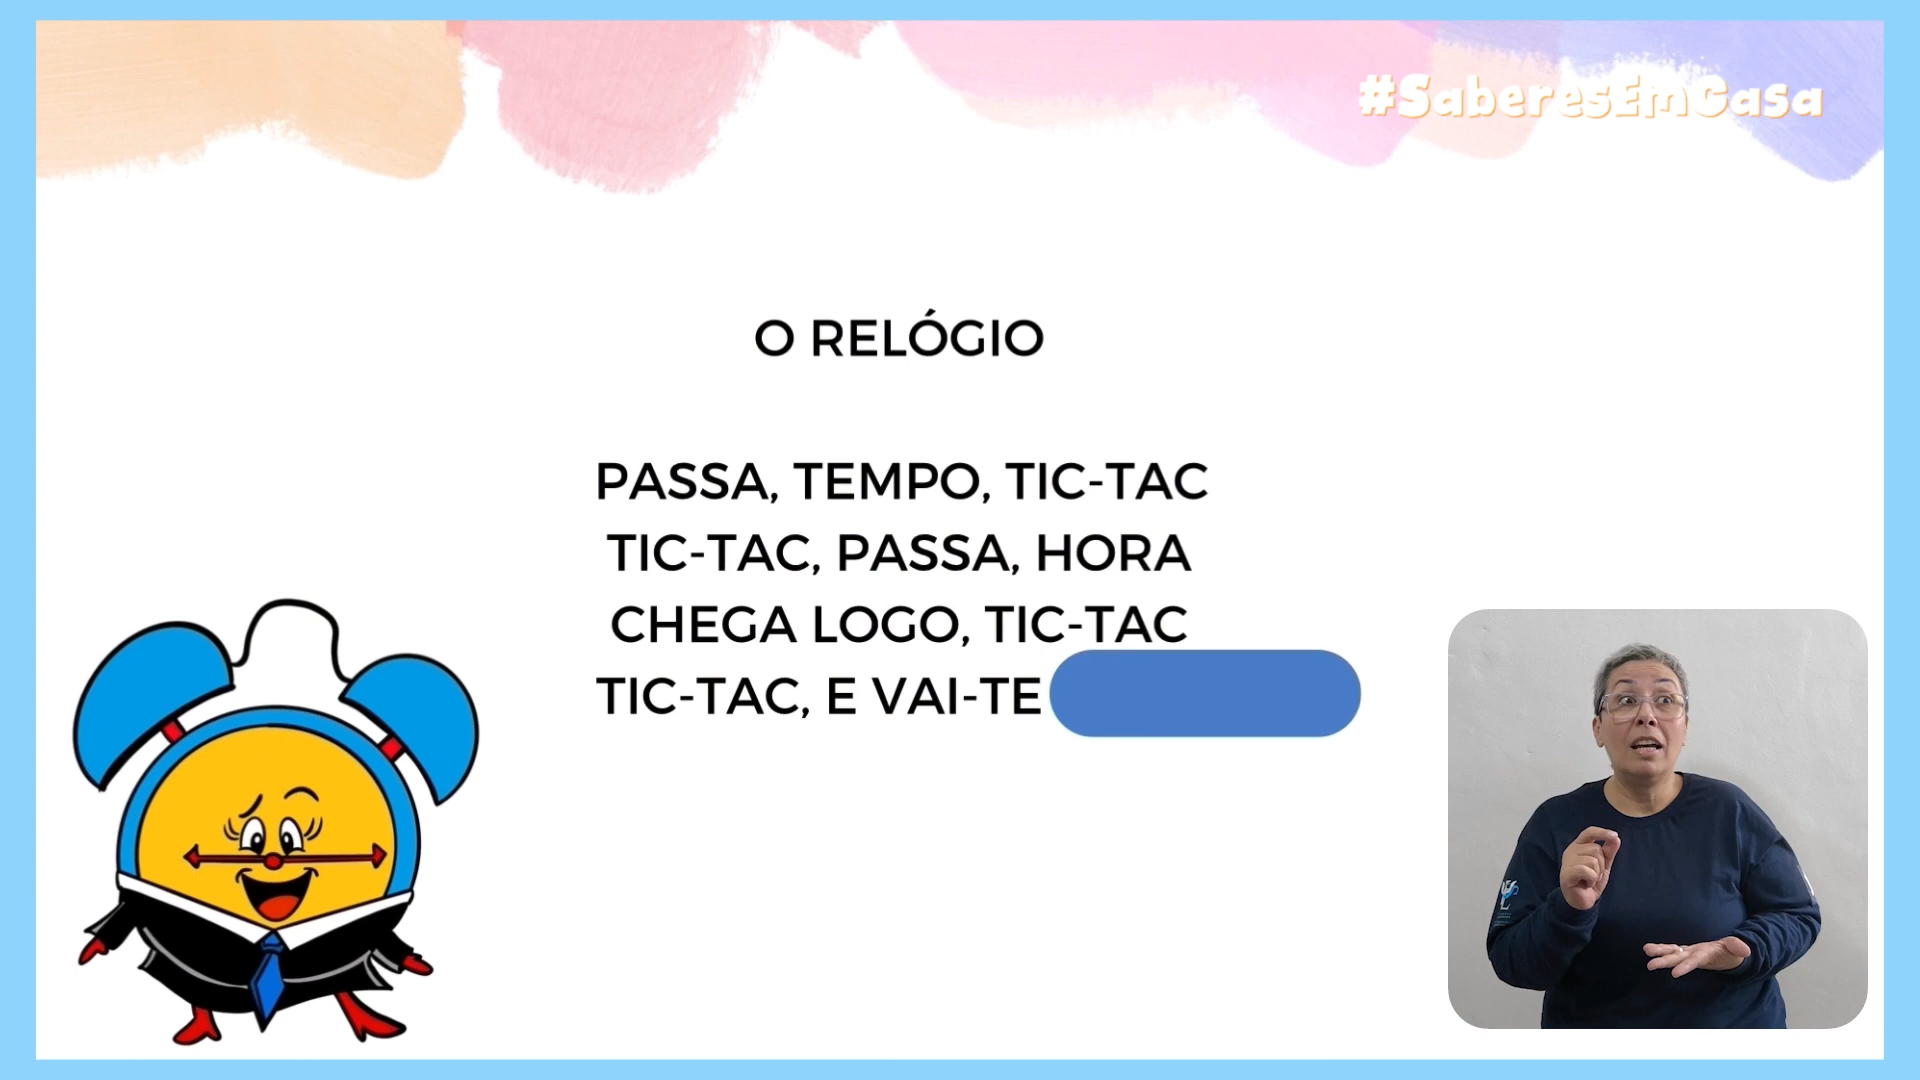 #SaberesEmCasa
O RELÓGIO
PASSA, TEMPO, TIC-TAC
TIC-TAC, PASSA, HORA
CHEGA LOGO, TIC-TAC
TIC-TAC, E VAI-TE